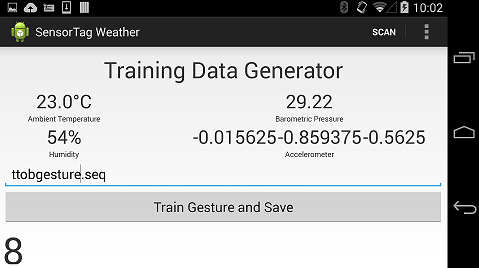 10:02
SensorTag Weather SCAN
Training Data Generator
23.0°C 29.22
Ambient Temperature Barometric Pressure
54% -0.015625-0.859375-0.5625
Humidity Accelerometer
ttobgesture.seq
Train Gesture and Save
8